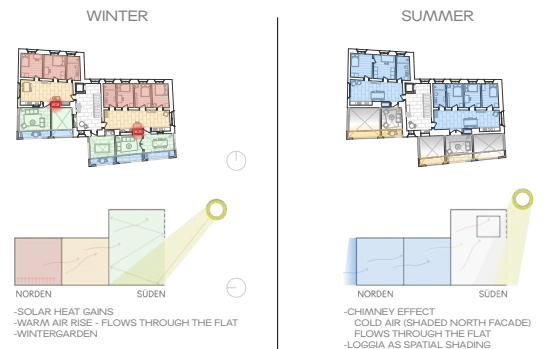 WINTER
NORDEN SÜDEN
-SOLAR HEAT GAINS
-WARM AIR RISE - FLOWS THROUGH THE FLAT
-WINTERGARDEN
SUMMER
NORDEN SÜDEN
-CHIMNEY EFFECT
COLD AIR (SHADED NORTH FACADE)
FLOWS THROUGH THE FLAT
-LOGGIA AS SPATIAL SHADING